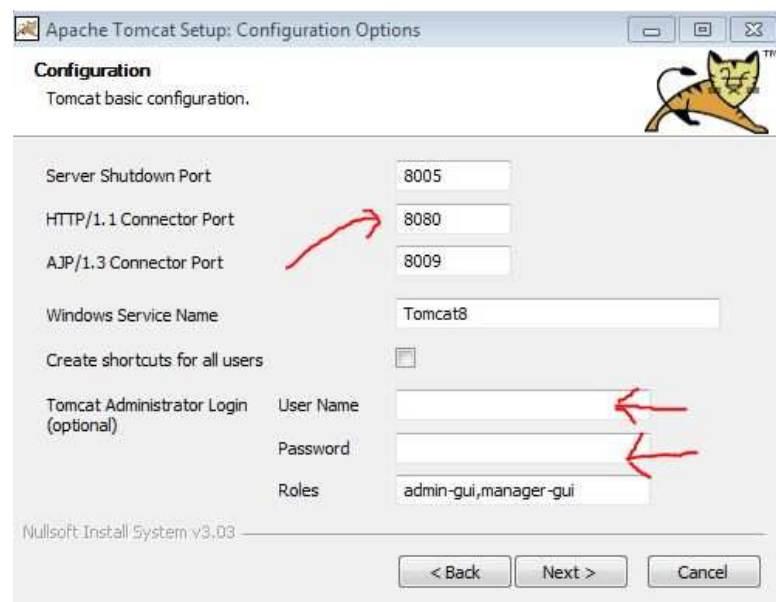 Apache Tomcat Setup: Configuration Options
Configuration
Tomcat basic configuration.
TM
Server Shutdown Port 8005
HTTP/1.1 Connector Port 8080
AJP/1.3 Connector Port 8009
Windows Service Name Tomcat8
Create shortcuts for all users
Tomcat Administrator Login (optional)
User Name
Password
Roles admin-gui,manager-gui
Nullsoft Install System v3.03
< Back Next > Cancel